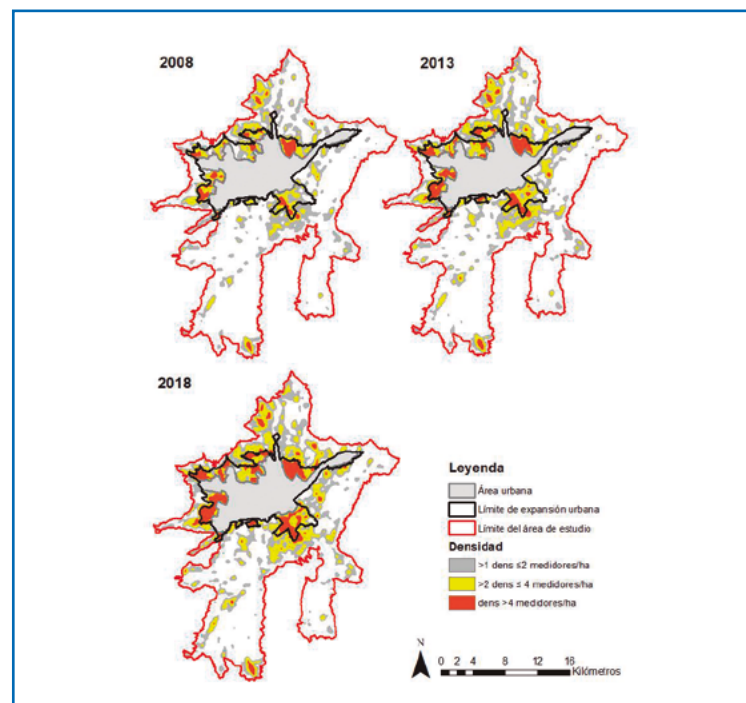 2008
2013
2018
Leyenda
Área urbana
Límite de expansión urbana
Límite del área de estudio
Densidad
>1 dens ≤2 medidores/ha
>2 dens ≤ 4 medidores/ha
dens >4 medidores/ha
N
0 2 4 8 12 16
Kilómetros